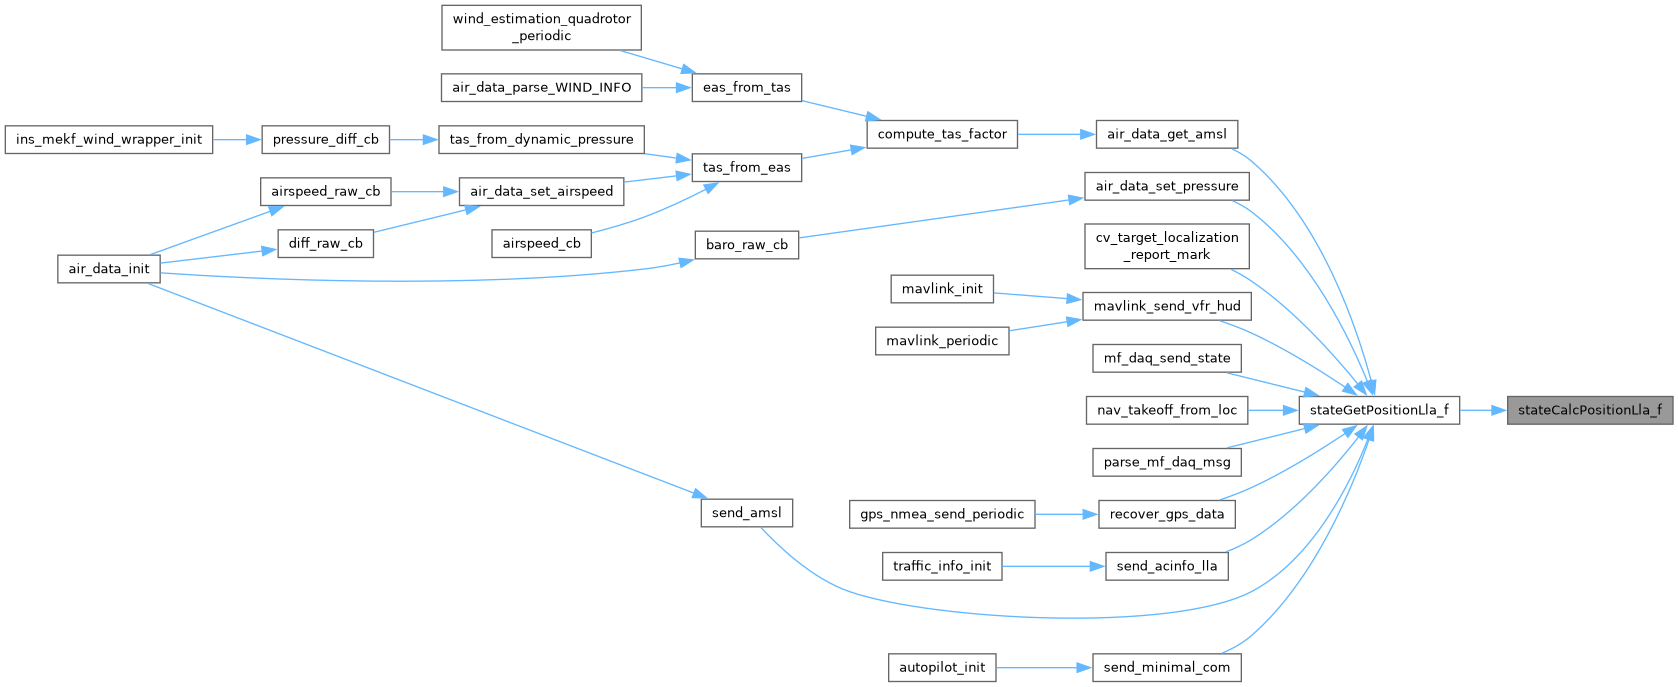 wind_estimation_quadrotor
_periodic
air_data_parse_WIND_INFO
eas_from_tas
ins_mekf_wind_wrapper_init
pressure_diff_cb
tas_from_dynamic_pressure
compute_tas_factor
air_data_get_amsl
tas_from_eas
airspeed_raw_cb
air_data_set_airspeed
air_data_set_pressure
diff_raw_cb
airspeed_cb
baro_raw_cb
cv_target_localization
_report_mark
air_data_init
mavlink_init
mavlink_send_vfr_hud
mavlink_periodic
mf_daq_send_state
nav_takeoff_from_loc
stateGetPositionLla_f
stateCalcPositionLla_f
parse_mf_daq_msg
send_amsl
gps_nmea_send_periodic
recover_gps_data
traffic_info_init
send_acinfo_lla
autopilot_init
send_minimal_com